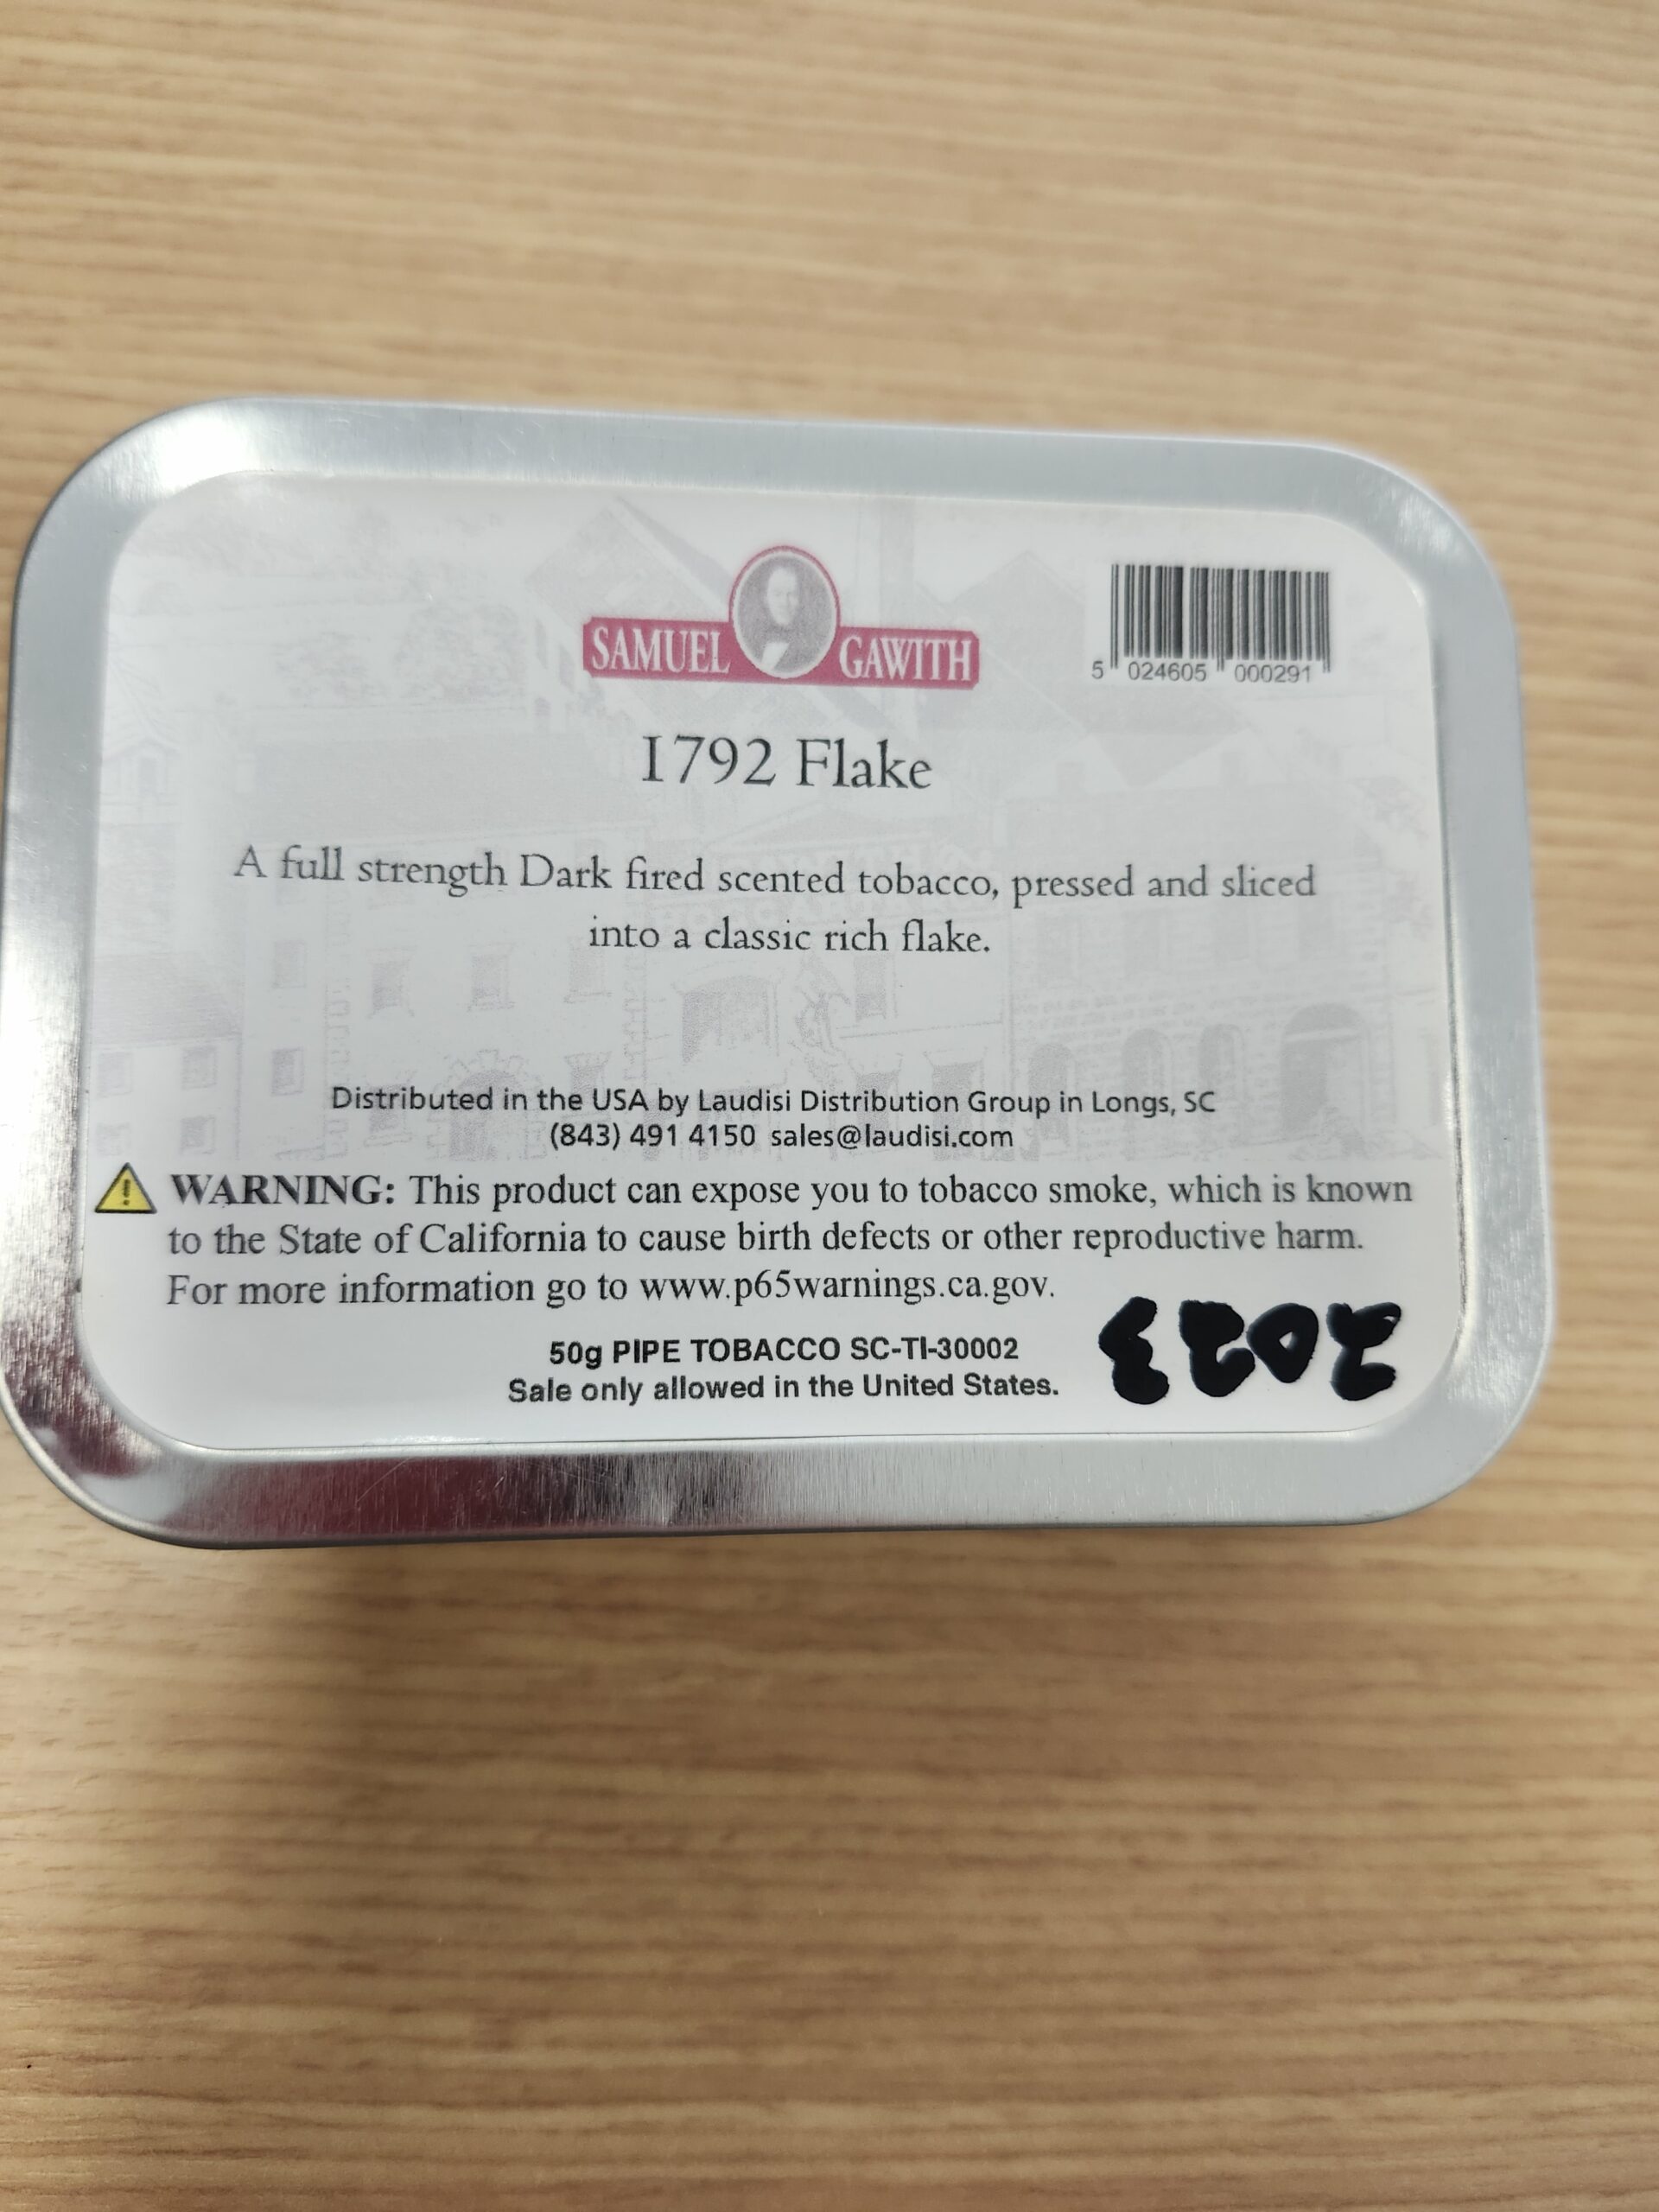 SAMUEL GAWITH
5 024605 000291
1792 Flake
A full strength Dark fired scented tobacco, pressed and sliced
into a classic rich flake.
Distributed in the USA by Laudisi Distribution Group in Longs, SC
(843) 491 4150 sales@laudisi.com
WARNING: This product can expose you to tobacco smoke, which is known
to the State of California to cause birth defects or other reproductive harm.
For more information go to www.p65warnings.ca.gov.
50g PIPE TOBACCO SC-TI-30002
Sale only allowed in the United States.
2023